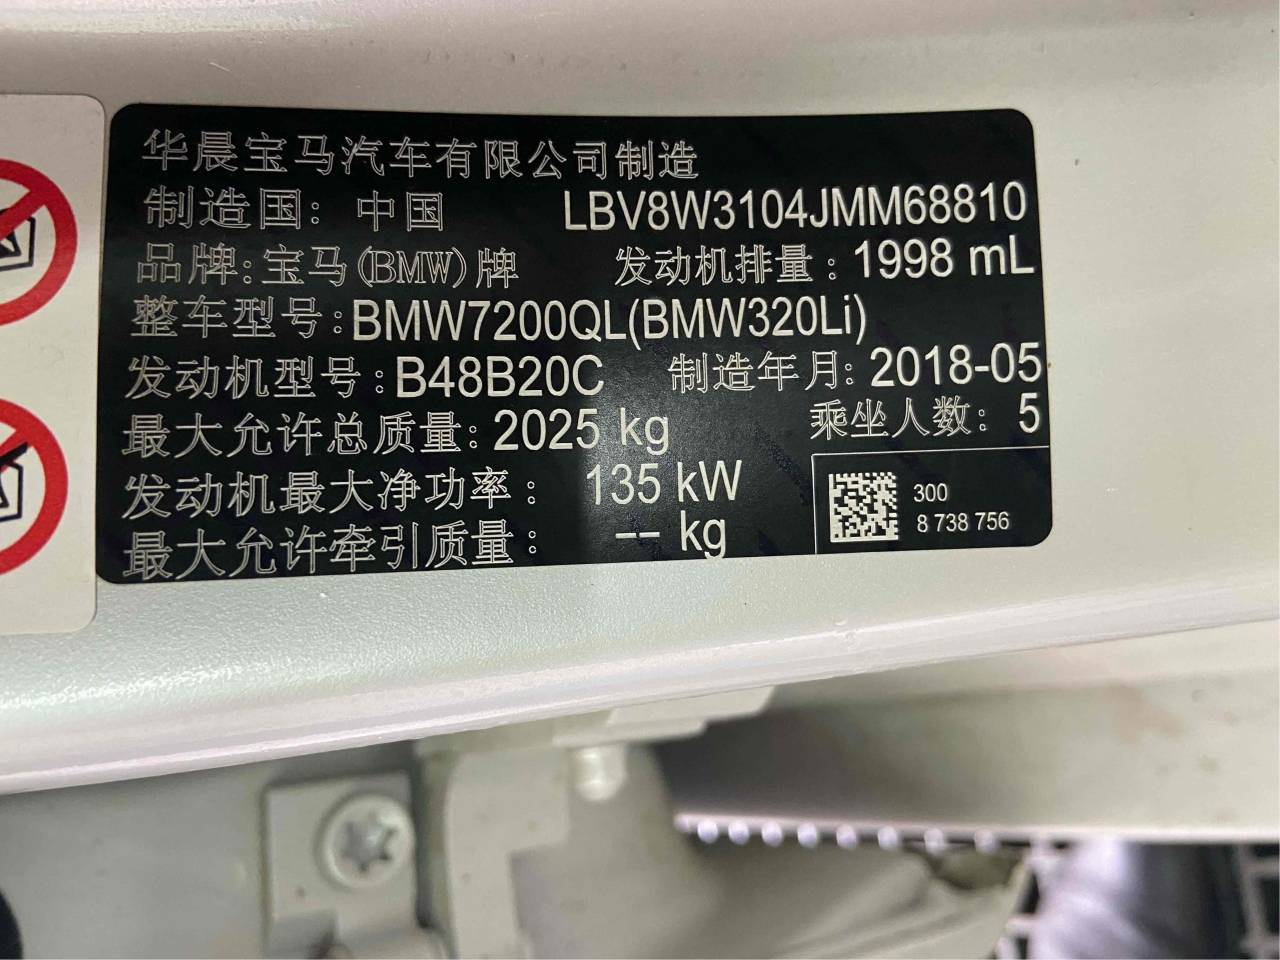 华晨宝马汽车有限公司制造
制造国：中国 LBV8W3104JMM68810
品牌:宝马(BMW)牌 发动机排量：1998 mL
整车型号:BMW7200QL(BMW320Li)
发动机型号:B48B20C 制造年月:2018-05
最大允许总质量:2025 kg 乘坐人数：5
发动机最大净功率：135 kW
最大允许牵引质量：-- kg
300
8 738 756